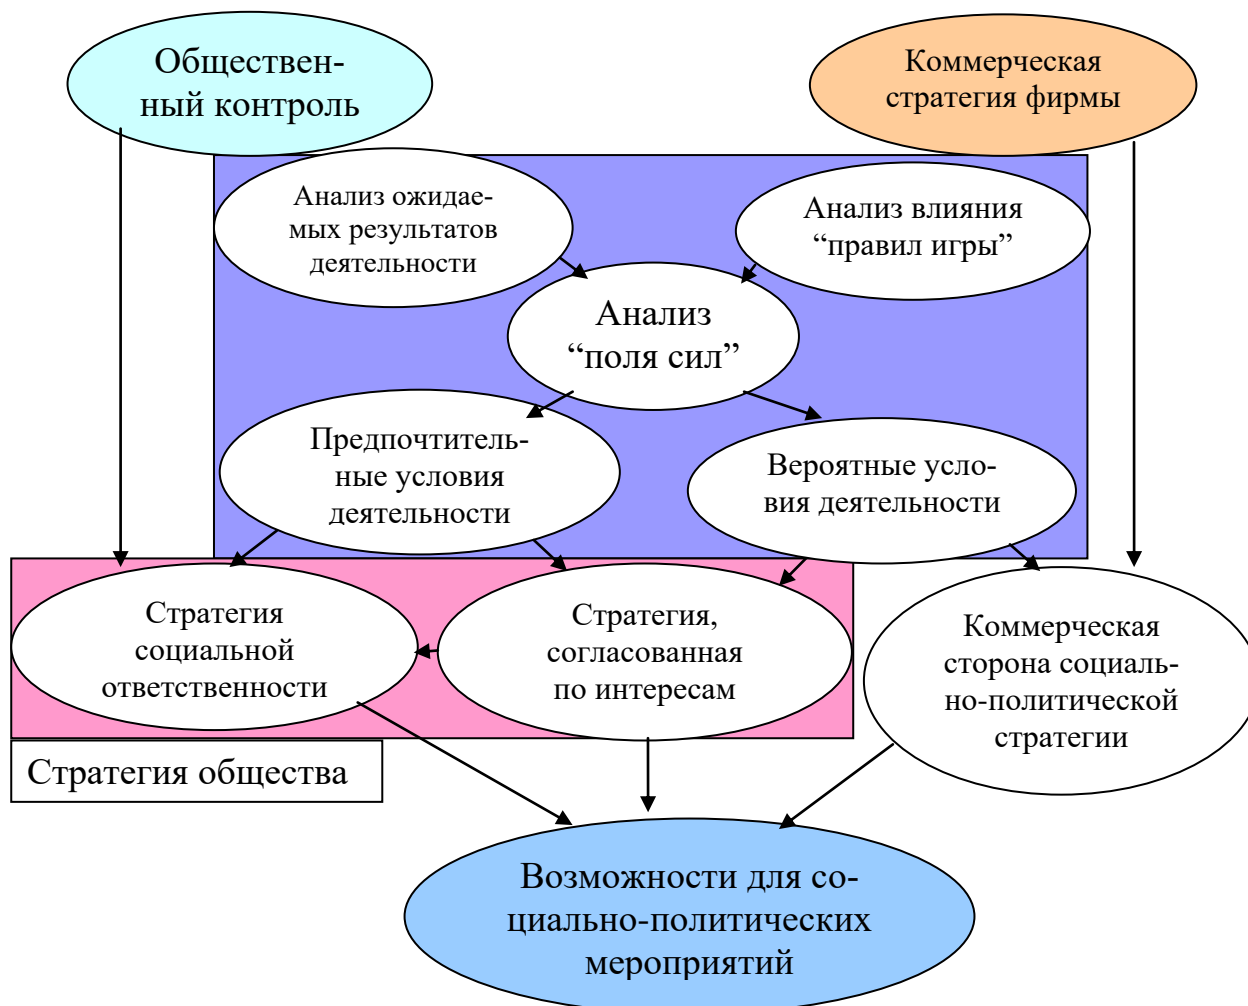 Обществен-
ный контроль
Коммерческая
стратегия фирмы
Анализ ожидае-
мых результатов
деятельности
Анализ влияния
“правил игры”
Анализ
“поля сил”
Предпочтитель-
ные условия
деятельности
Вероятные усло-
вия деятельности
Стратегия
социальной
ответственности
Стратегия,
согласованная
по интересам
Коммерческая
сторона социаль-
но-политической
стратегии
Стратегия общества
Возможности для со-
циально-политических
мероприятий